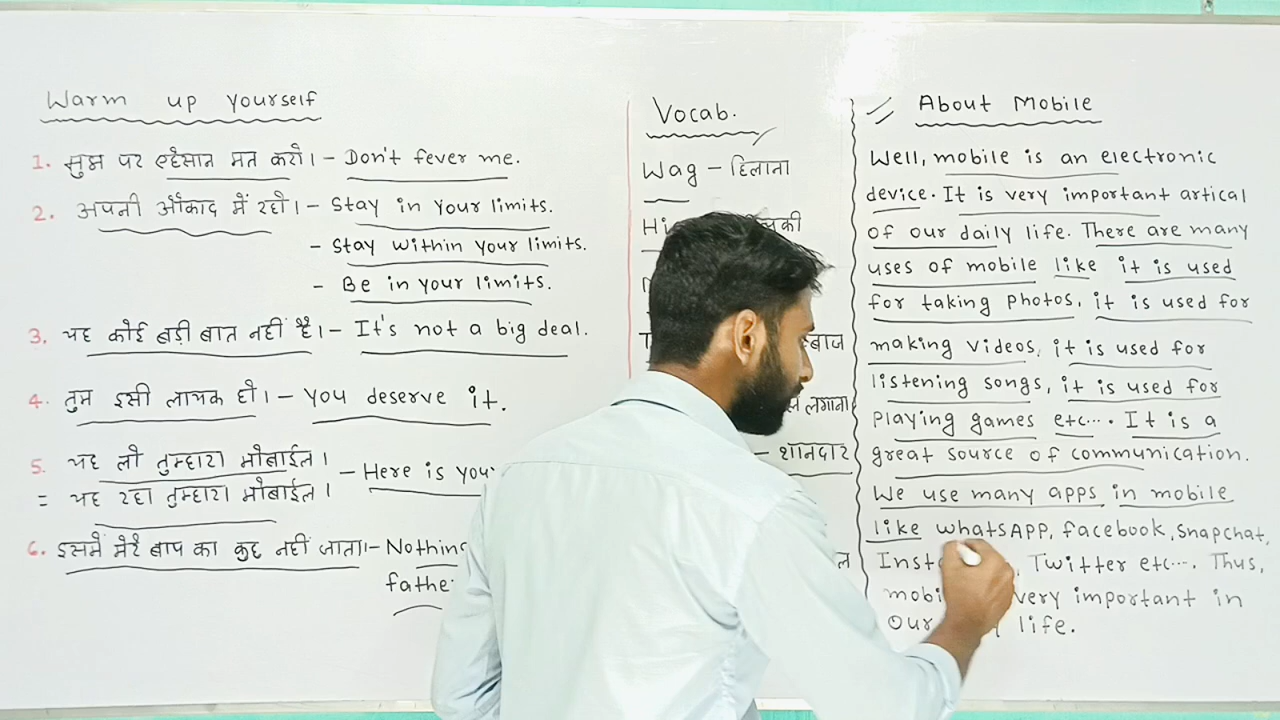 Warm up yourself
1. मुझ पर एहेसान मत करो। - Don't fever me.
2. अपनी औकाद में रहो। - Stay in your limits.
- Stay within your limits.
- Be in your limits.
3. यह कोई बड़ी बात नहीं है। - It's not a big deal.
4. तुम इसी लायक हो। - You deserve it.
5. यह लो तुम्हारा मोबाईल।
= यह रहा तुम्हारा मोबाईल।
- Here is
6. इसमें मेरे बाप का कुछ नहीं जाता। -
Vocab.
Wag - हिलाना
लगाना
- शानदार
About Mobile
Well, mobile is an electronic
device. It is very important artical
of our daily life. There are many
uses of mobile like it is used
for taking photos, it is used for
making videos, it is used for
listening songs, it is used for
Playing games etc.... It is a
great source of communication.
We use many apps in mobile
like whatsAPP, facebook, Snapchat,
Twitter etc.... Thus,
very important in
Our life.